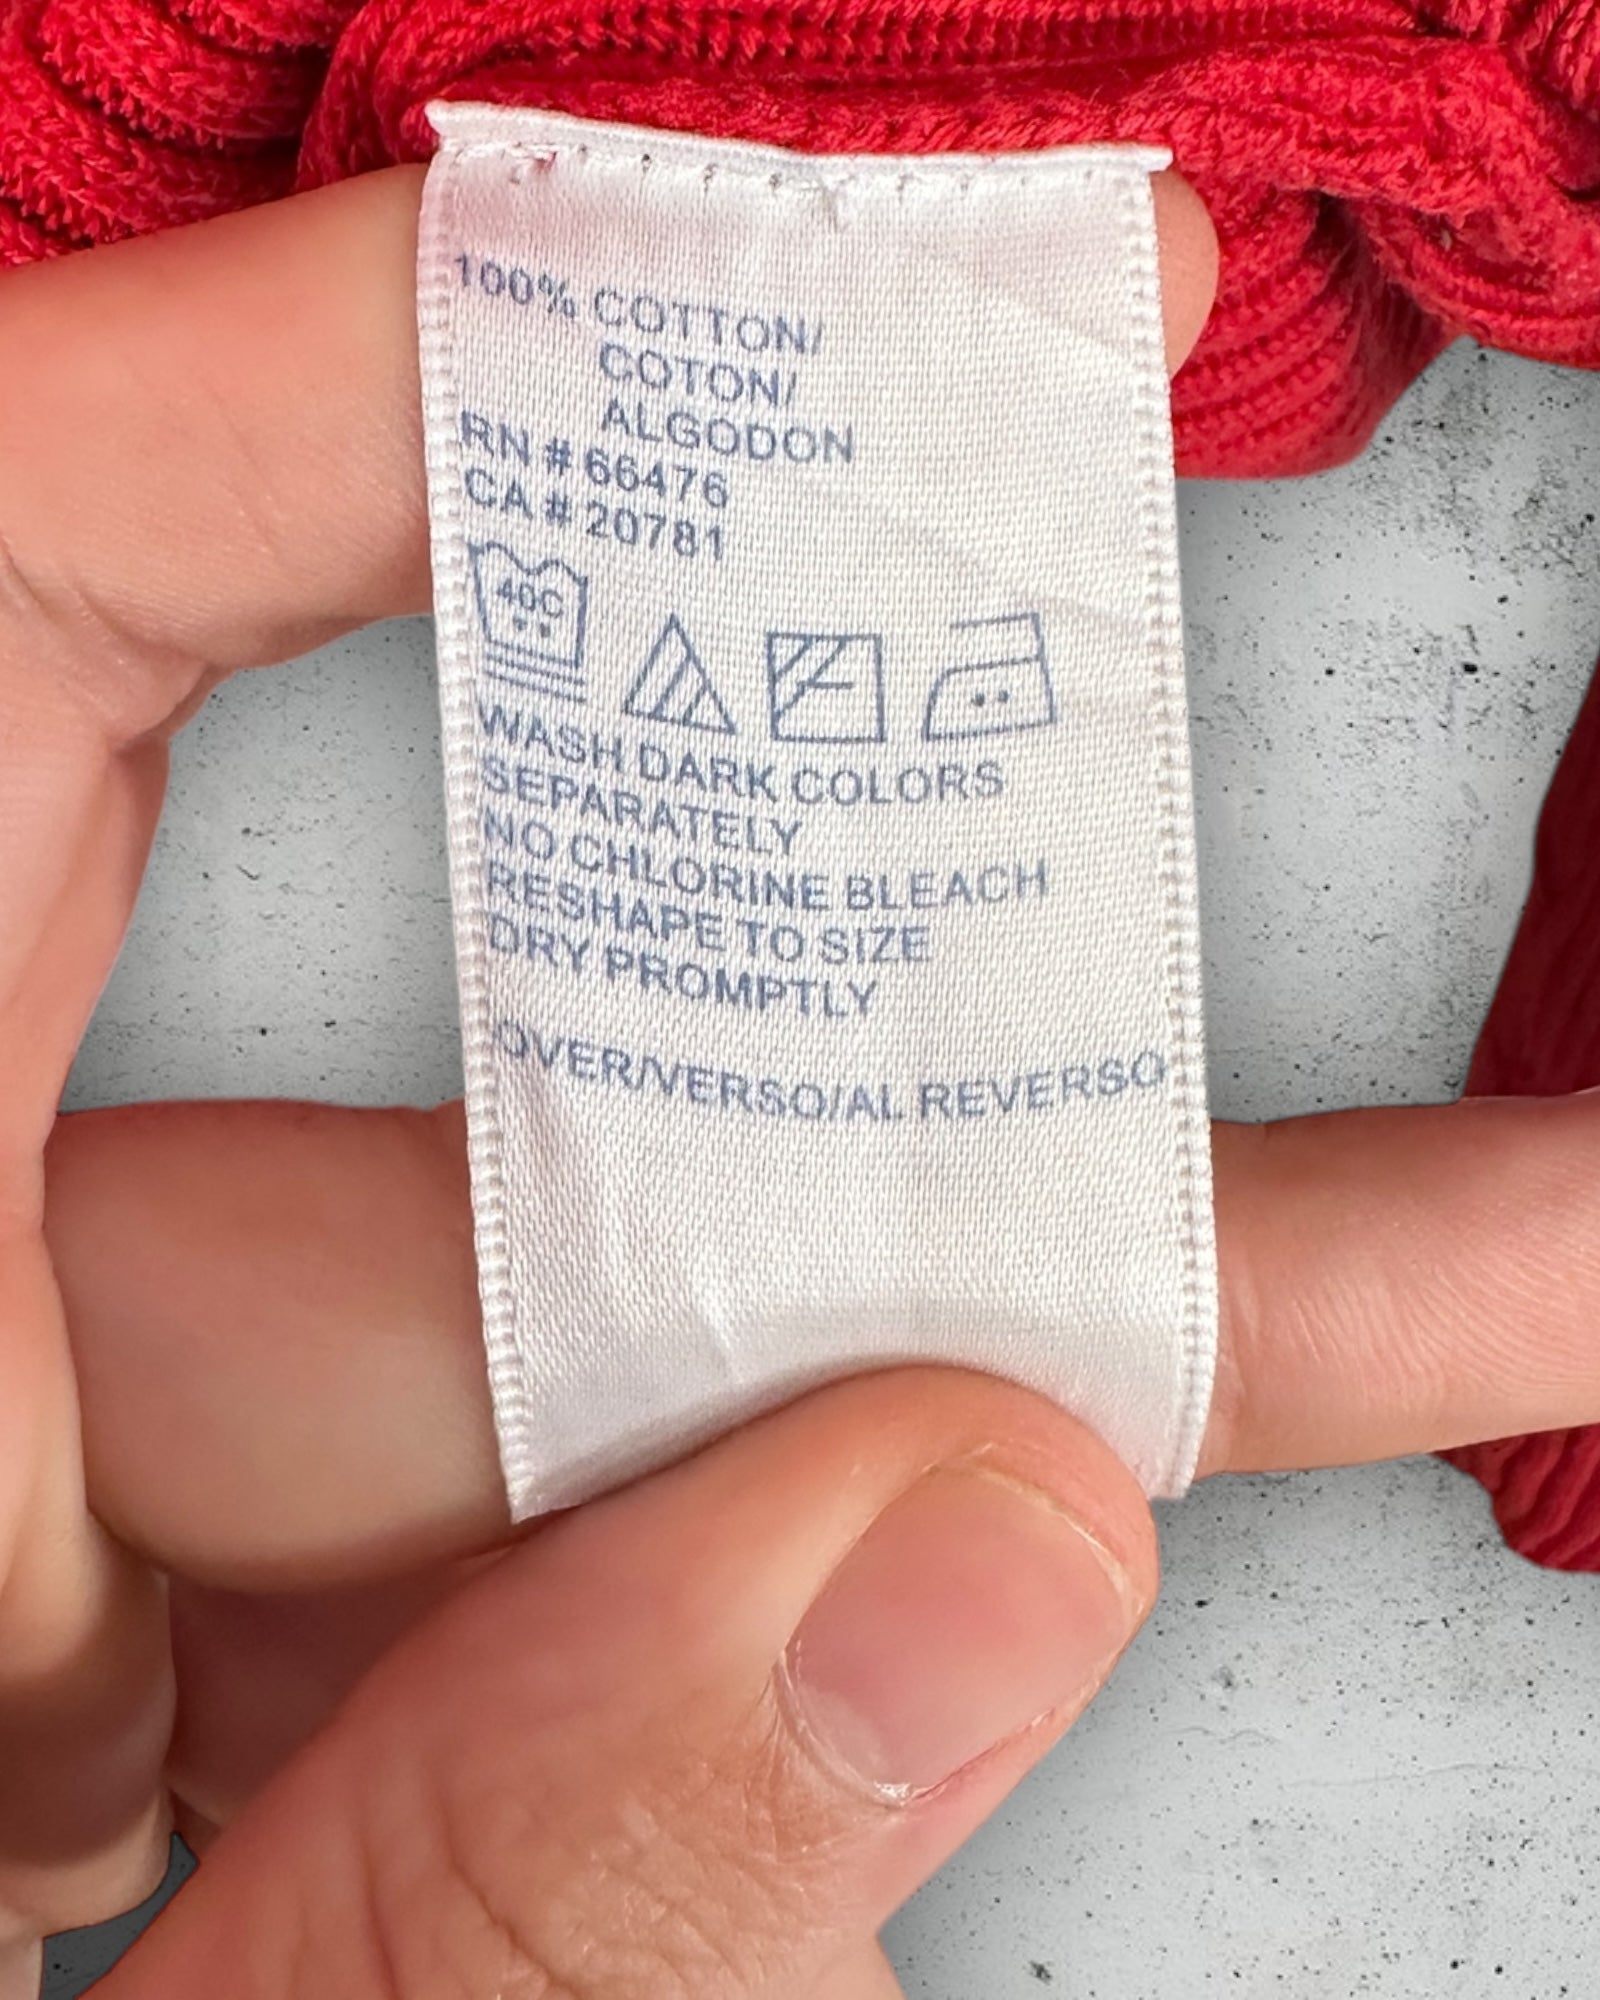 100% COTTON/
COTON/
ALGODON
RN # 66476
CA # 20781
40C
WASH DARK COLORS
SEPARATELY
NO CHLORINE BLEACH
RESHAPE TO SIZE
DRY PROMPTLY
OVER/VERSO/AL REVERSO